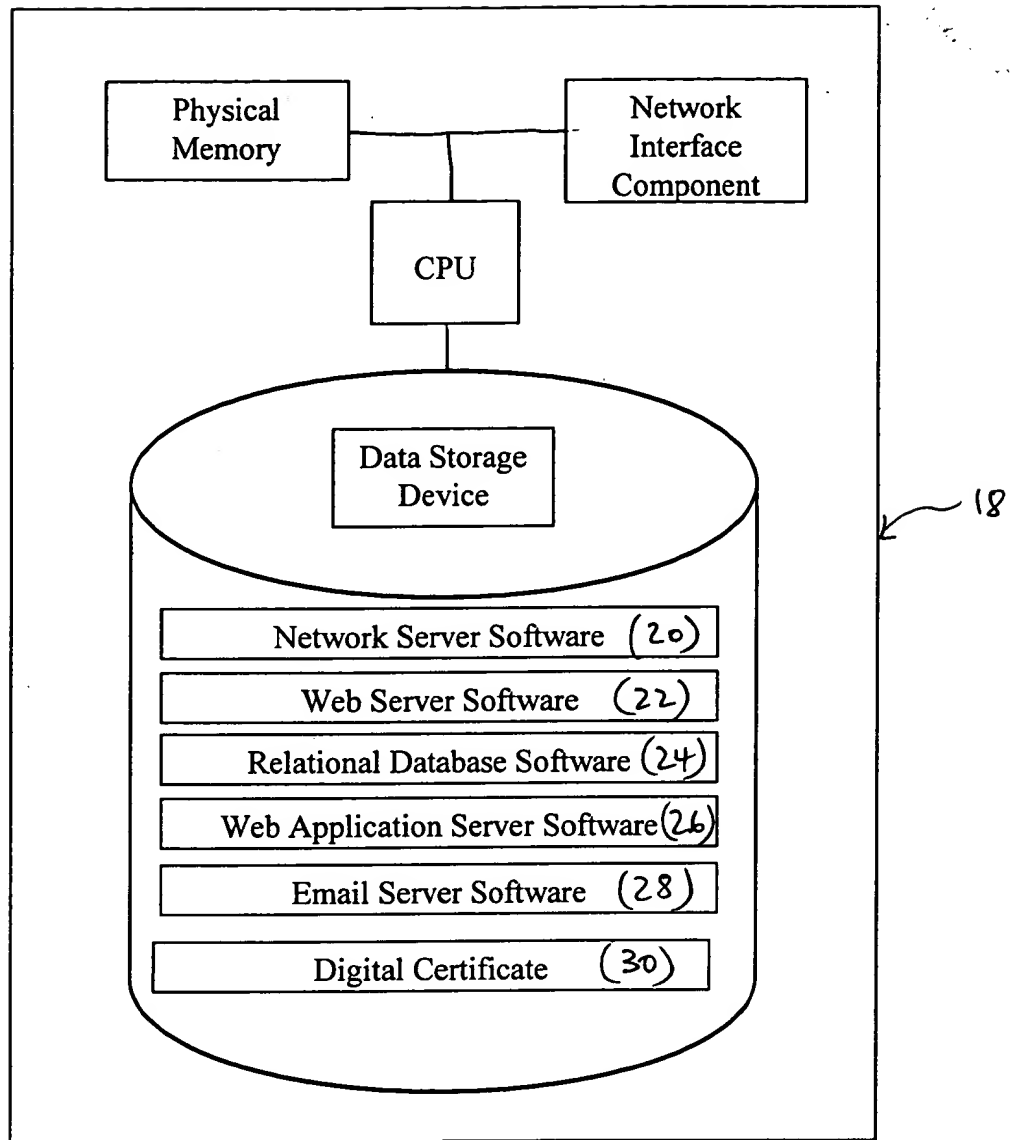 Physical
Memory
Network
Interface
Component
CPU
Data Storage
Device
18
Network Server Software (20)
Web Server Software (22)
Relational Database Software (24)
Web Application Server Software (26)
Email Server Software (28)
Digital Certificate (30)